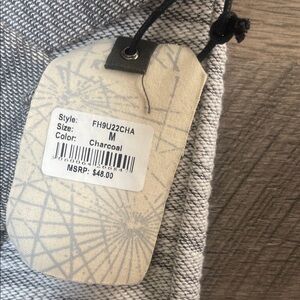 Style: FH9U22CHA
Size: M
Color: Charcoal
MSRP: $48.00